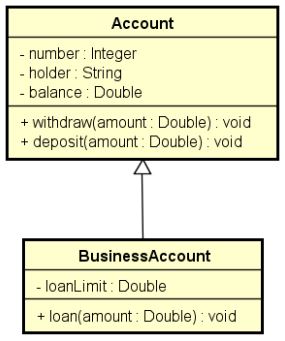 Account
- number : Integer
- holder : String
- balance : Double
+ withdraw(amount : Double) : void
+ deposit(amount : Double) : void
BusinessAccount
- loanLimit : Double
+ loan(amount : Double) : void